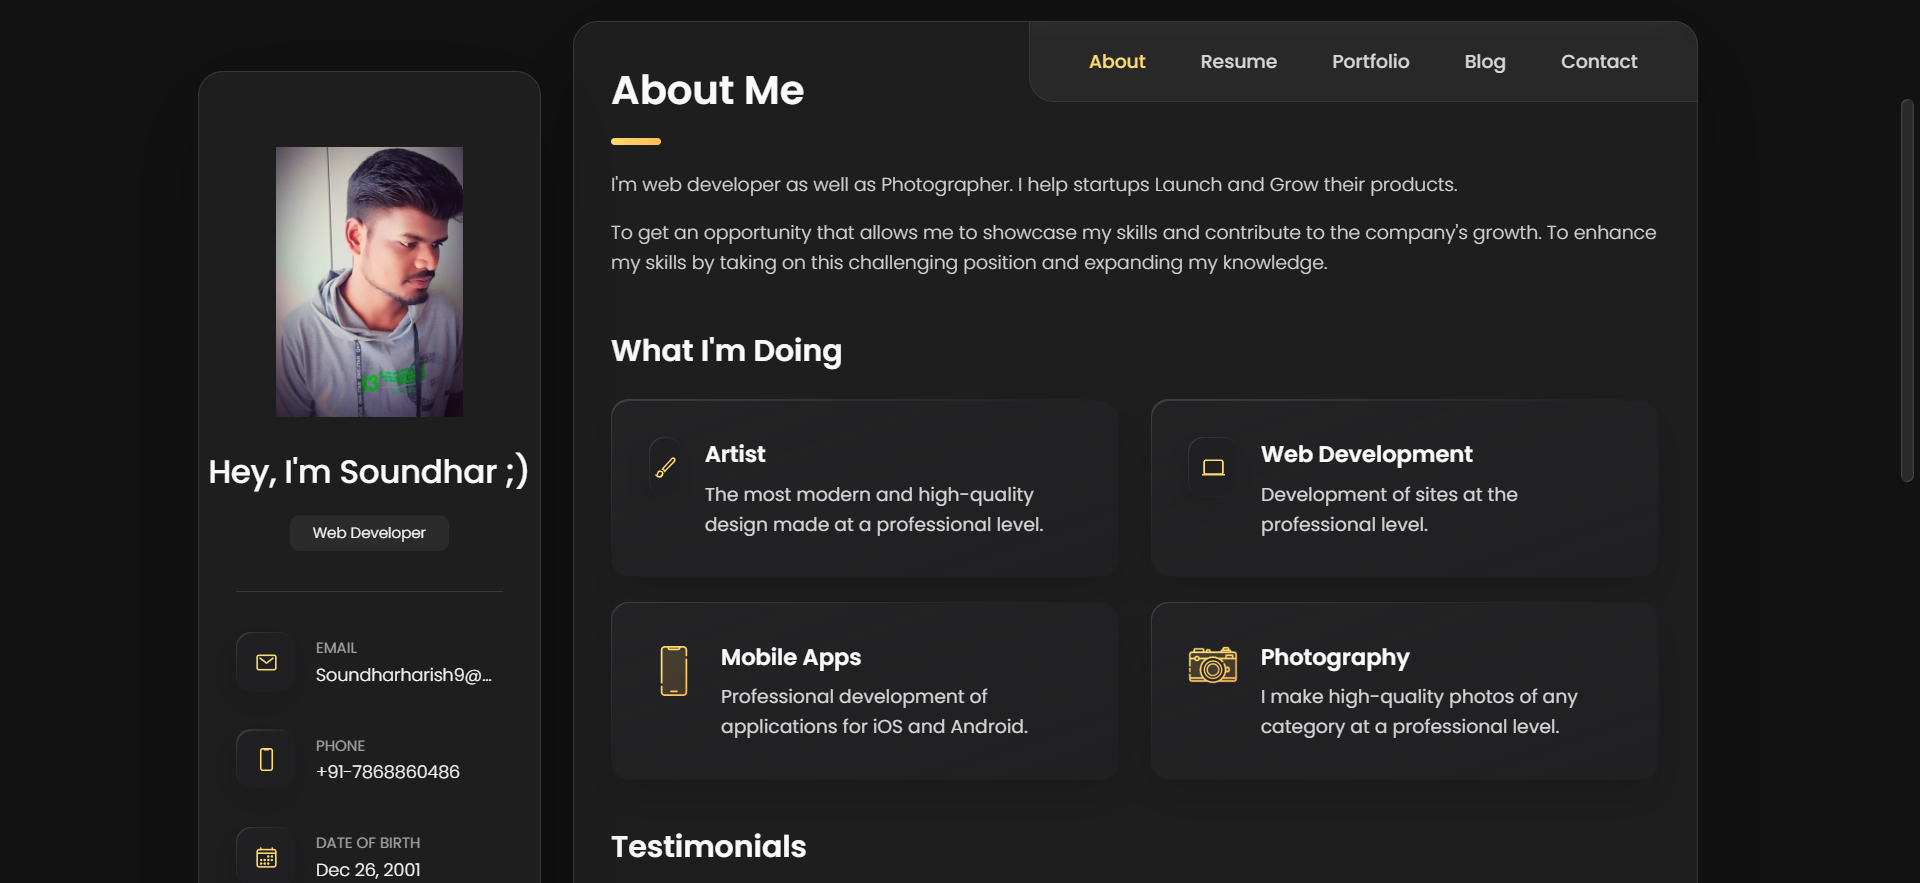 Hey, I'm Soundhar ;)
Web Developer
EMAIL
Soundharharish9@...
PHONE
+91-7868860486
DATE OF BIRTH
Dec 26, 2001
About
Resume
Portfolio
Blog
Contact
About Me
I'm web developer as well as Photographer. I help startups Launch and Grow their products.
To get an opportunity that allows me to showcase my skills and contribute to the company's growth. To enhance
my skills by taking on this challenging position and expanding my knowledge.
What I'm Doing
Artist
The most modern and high-quality
design made at a professional level.
Web Development
Development of sites at the
professional level.
Mobile Apps
Professional development of
applications for iOS and Android.
Photography
I make high-quality photos of any
category at a professional level.
Testimonials